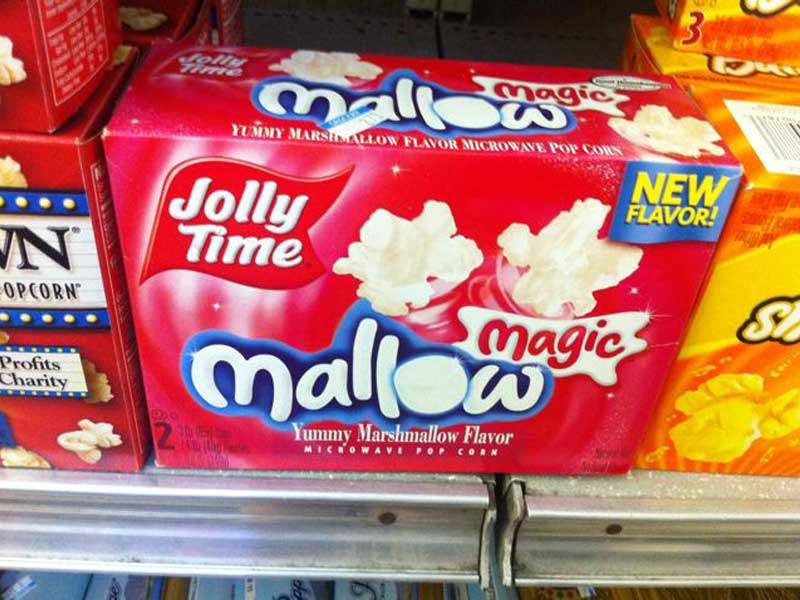 Jolly
Time
Mallow
Magic
YUMMY MARSHMALLOW FLAVOR MICROWAVE POP CORN
Jolly
Time
NEW
FLAVOR!
Magic
Mallow
Yummy Marshmallow Flavor
MICROWAVE POP CORN
2
WN
OPCORN
Profits
Charity
3